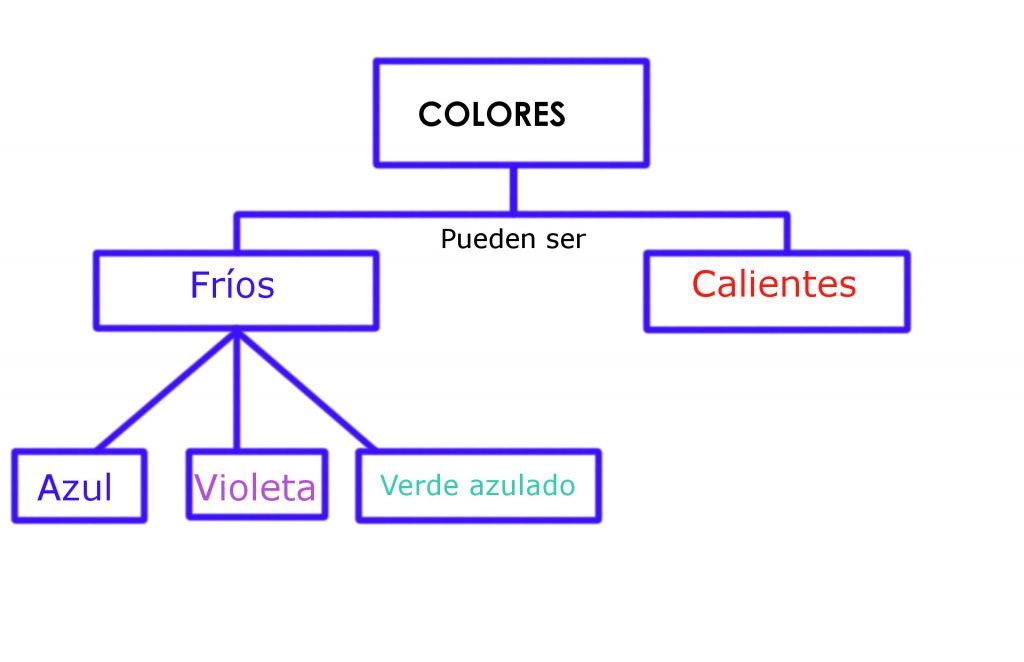 COLORES
Pueden ser
Fríos
Calientes
Azul
Violeta
Verde azulado